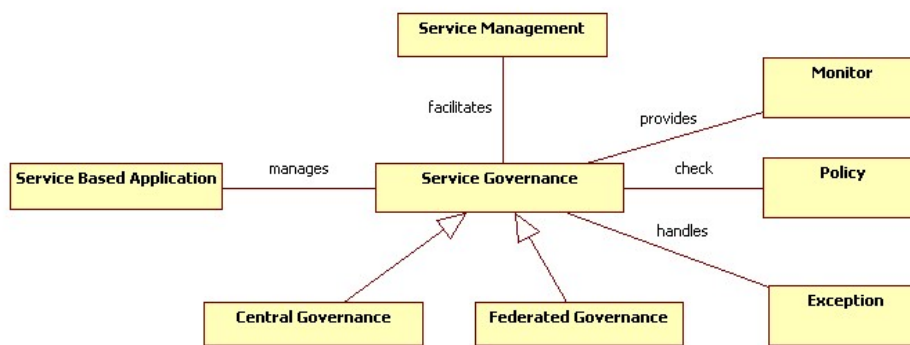 Service Management
Monitor
facilitates
provides
Service Based Application
manages
Service Governance
check
Policy
handles
Central Governance
Federated Governance
Exception